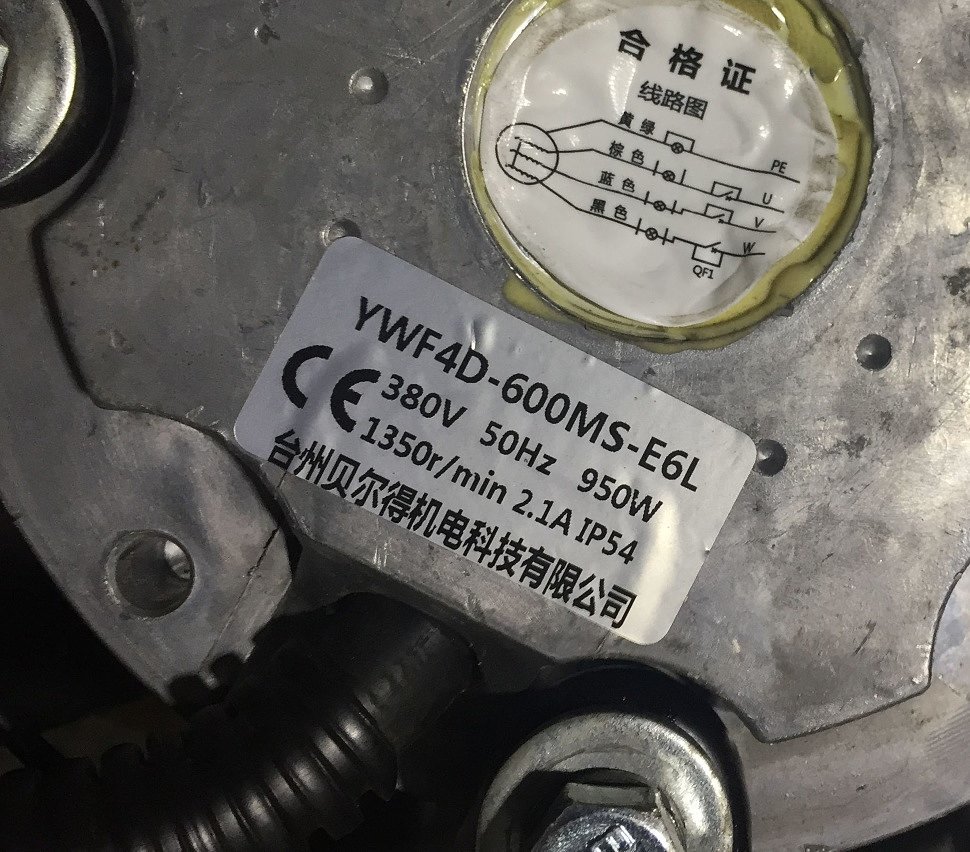 合格证
线路图
黄绿
PE
棕色
U
蓝色
V
黑色
W
QF1
YWF4D-600MS-E6L
CE 380V 50Hz 950W
1350r/min 2.1A IP54
台州贝尔得机电科技有限公司